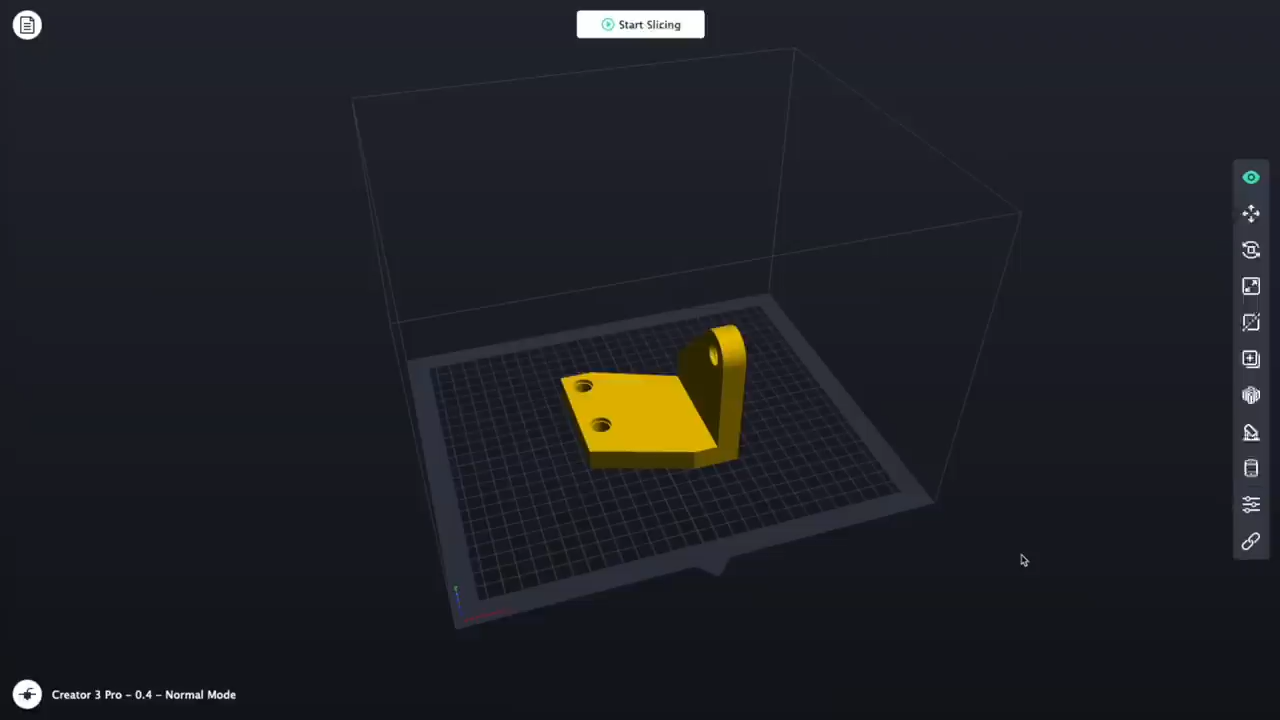 Start Slicing
Creator 3 Pro – 0.4 – Normal Mode